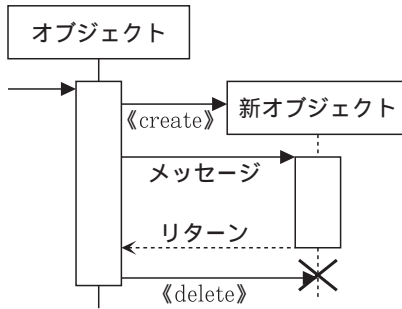 オブジェクト
《create》
新オブジェクト
メッセージ
リターン
《delete》